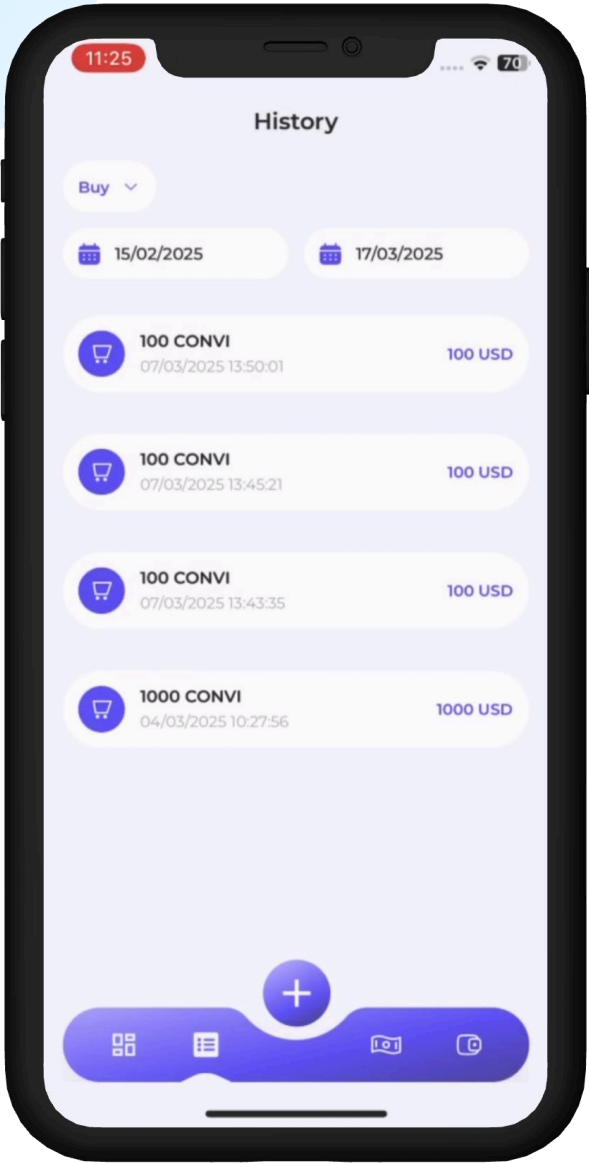 11:25
70
History
Buy
15/02/2025
17/03/2025
100 CONVI
07/03/2025 13:50:01
100 USD
100 CONVI
07/03/2025 13:45:21
100 USD
100 CONVI
07/03/2025 13:43:35
100 USD
1000 CONVI
04/03/2025 10:27:56
1000 USD